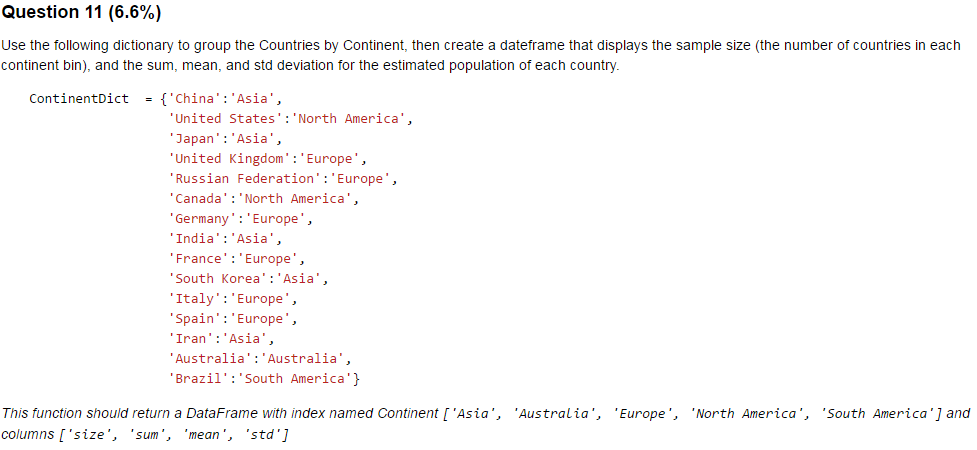 Question 11 (6.6%)
Use the following dictionary to group the Countries by Continent, then create a dateframe that displays the sample size (the number of countries in each
continent bin), and the sum, mean, and std deviation for the estimated population of each country.
ContinentDict  = {'China':'Asia',
'United States':'North America',
'Japan':'Asia',
'United Kingdom':'Europe',
'Russian Federation':'Europe',
'Canada':'North America',
'Germany':'Europe',
'India':'Asia',
'France':'Europe',
'South Korea':'Asia',
'Italy':'Europe',
'Spain':'Europe',
'Iran':'Asia',
'Australia':'Australia',
'Brazil':'South America'}
This function should return a DataFrame with index named Continent ['Asia', 'Australia', 'Europe', 'North America', 'South America'] and
columns ['size', 'sum', 'mean', 'std']